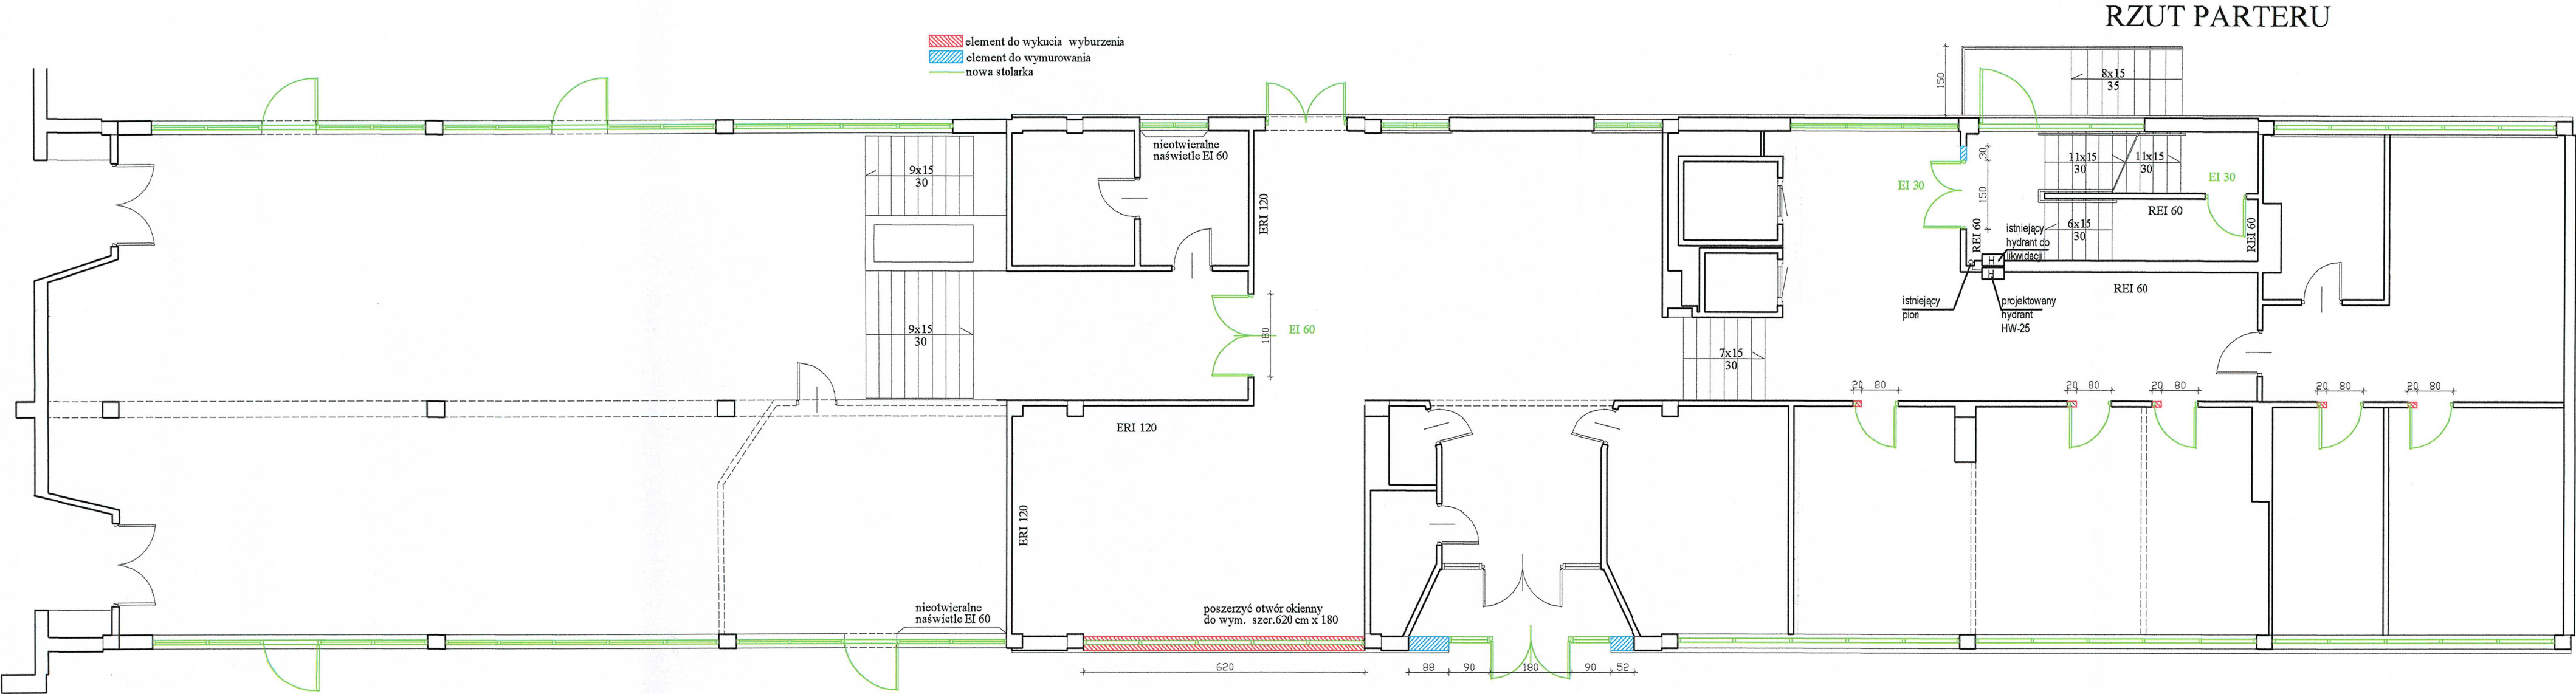 RZUT PARTERU
element do wykucia  wyburzenia
element do wymurowania
nowa stolarka
150
8x15
35
nieotwieralne
naświetle EI 60
9x15
30
ERI 120
30
150
EI 30
11x15
30
11x15
30
EI 30
REI 60
REI 60
REI 60
6x15
30
istniejący
hydrant do
likwidacji
H
H
REI 60
istniejący
pion
projektowany
hydrant
HW-25
9x15
30
180
EI 60
7x15
30
20 80
20 80
20 80
20 80
20 80
ERI 120
ERI 120
nieotwieralne
naświetle EI 60
poszerzyć otwór okienny
do wym.  szer.620 cm x 180
620
88
90
180
90
52